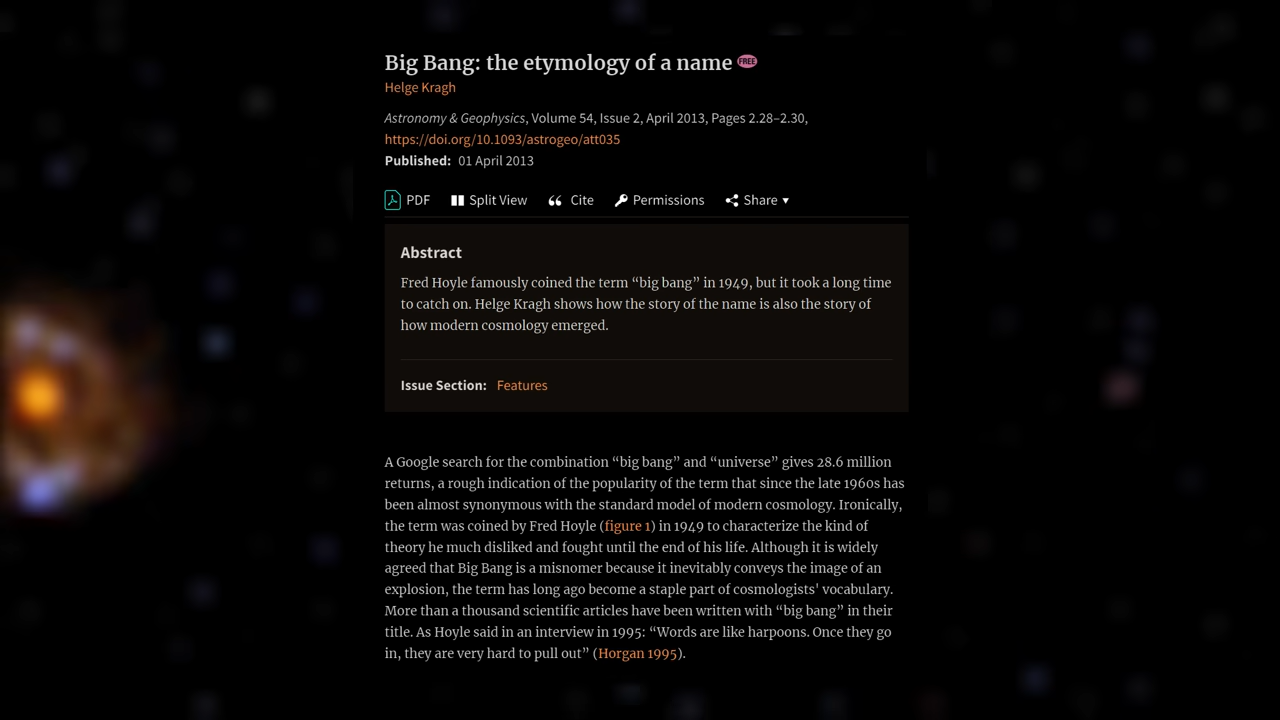 Big Bang: the etymology of a name FREE
Helge Kragh
Astronomy & Geophysics, Volume 54, Issue 2, April 2013, Pages 2.28–2.30,
https://doi.org/10.1093/astrogeo/att035
Published: 01 April 2013
PDF Split View Cite Permissions Share
Abstract
Fred Hoyle famously coined the term “big bang” in 1949, but it took a long time
to catch on. Helge Kragh shows how the story of the name is also the story of
how modern cosmology emerged.
Issue Section: Features
A Google search for the combination “big bang” and “universe” gives 28.6 million
returns, a rough indication of the popularity of the term that since the late 1960s has
been almost synonymous with the standard model of modern cosmology. Ironically,
the term was coined by Fred Hoyle (figure 1) in 1949 to characterize the kind of
theory he much disliked and fought until the end of his life. Although it is widely
agreed that Big Bang is a misnomer because it inevitably conveys the image of an
explosion, the term has long ago become a staple part of cosmologists' vocabulary.
More than a thousand scientific articles have been written with “big bang” in their
title. As Hoyle said in an interview in 1995: “Words are like harpoons. Once they go
in, they are very hard to pull out” (Horgan 1995).